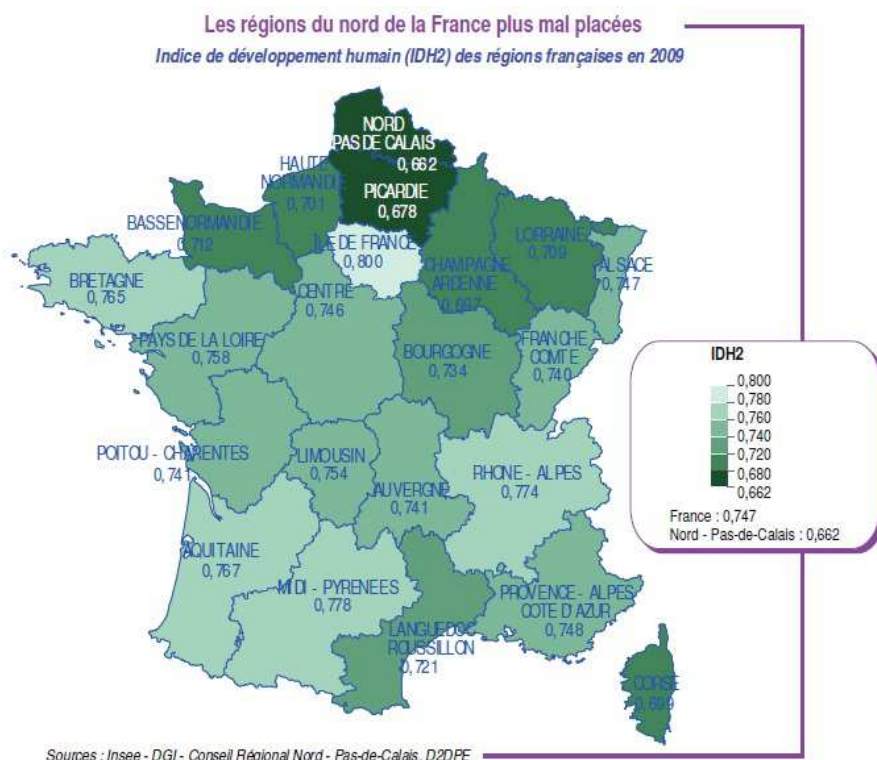 Les régions du nord de la France plus mal placées
Indice de développement humain (IDH2) des régions françaises en 2009
NORD
PAS DE CALAIS
0,662
HAUTE
NORMANDIE
0,701
PICARDIE
0,678
BASSENORMANDIE
0,712
ILE DE FRANCE
0,800
CHAMPAGNE
ARDENNE
0,697
LORRAINE
0,709
ALSACE
0,747
BRETAGNE
0,765
CENTRE
0,746
PAYS DE LA LOIRE
0,758
BOURGOGNE
0,734
FRANCHE
COMTE
0,740
POITOU - CHARENTES
0,741
LIMOUSIN
0,754
AUVERGNE
0,741
RHONE - ALPES
0,774
AQUITAINE
0,767
MIDI - PYRENEES
0,778
LANGUEDOC
ROUSSILLON
0,721
PROVENCE - ALPES
COTE D'AZUR
0,748
CORSE
0,699
IDH2
0,800
0,780
0,760
0,740
0,720
0,680
0,662
France : 0,747
Nord - Pas-de-Calais : 0,662
Sources : Insee - DGI - Conseil Régional Nord - Pas-de-Calais, D2DPE